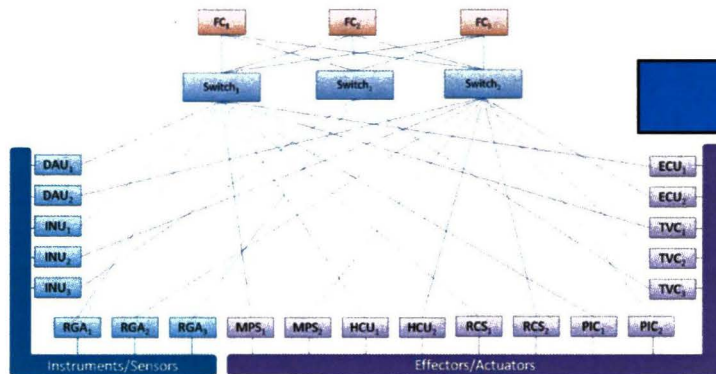 FC₁ FC₂ FC₃
Switch₁ Switch₂ Switch₃
DAU₁
DAU₂
INU₁
INU₂
INU₃
ECU₁
ECU₂
TVC₁
TVC₂
TVC₃
RGA₁ RGA₂ RGA₃ MPS₁ MPS₂ HCU₁ HCU₂ RCS₁ RCS₂ PIC₁ PIC₂
Instruments/Sensors Effectors/Actuators